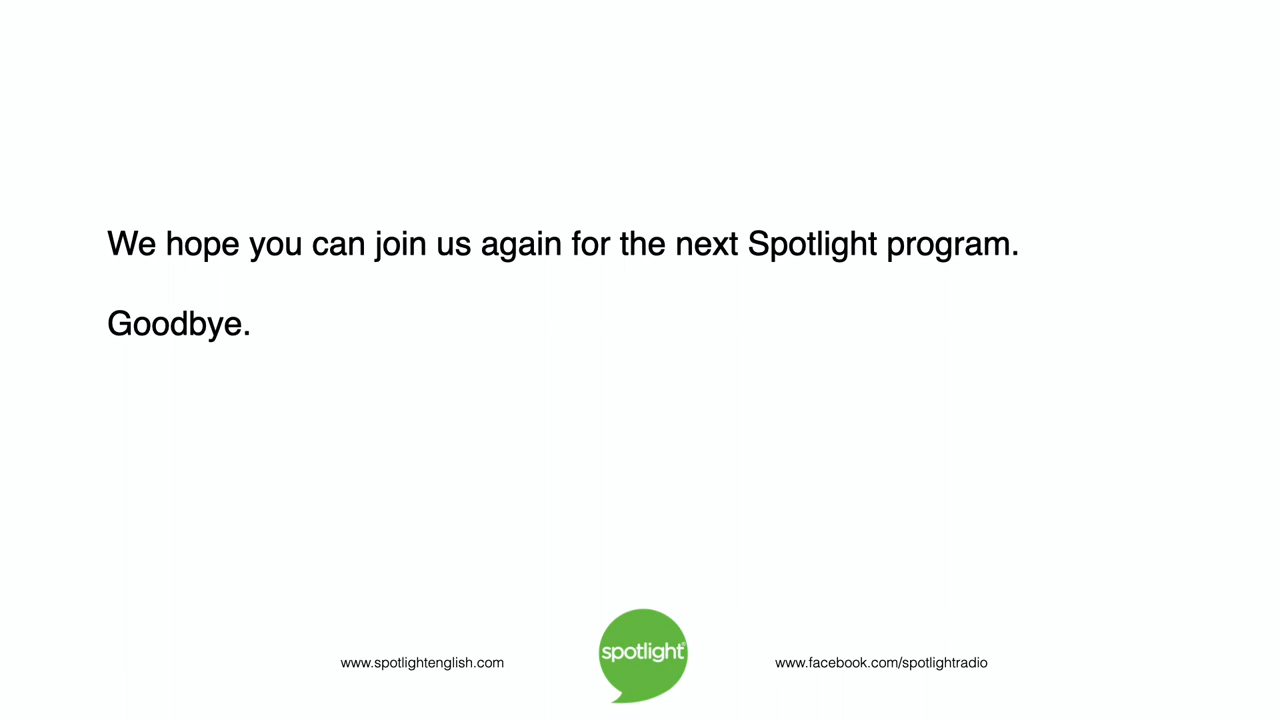 We hope you can join us again for the next Spotlight program.
Goodbye.
www.spotlightenglish.com
spotlight®
www.facebook.com/spotlightradio